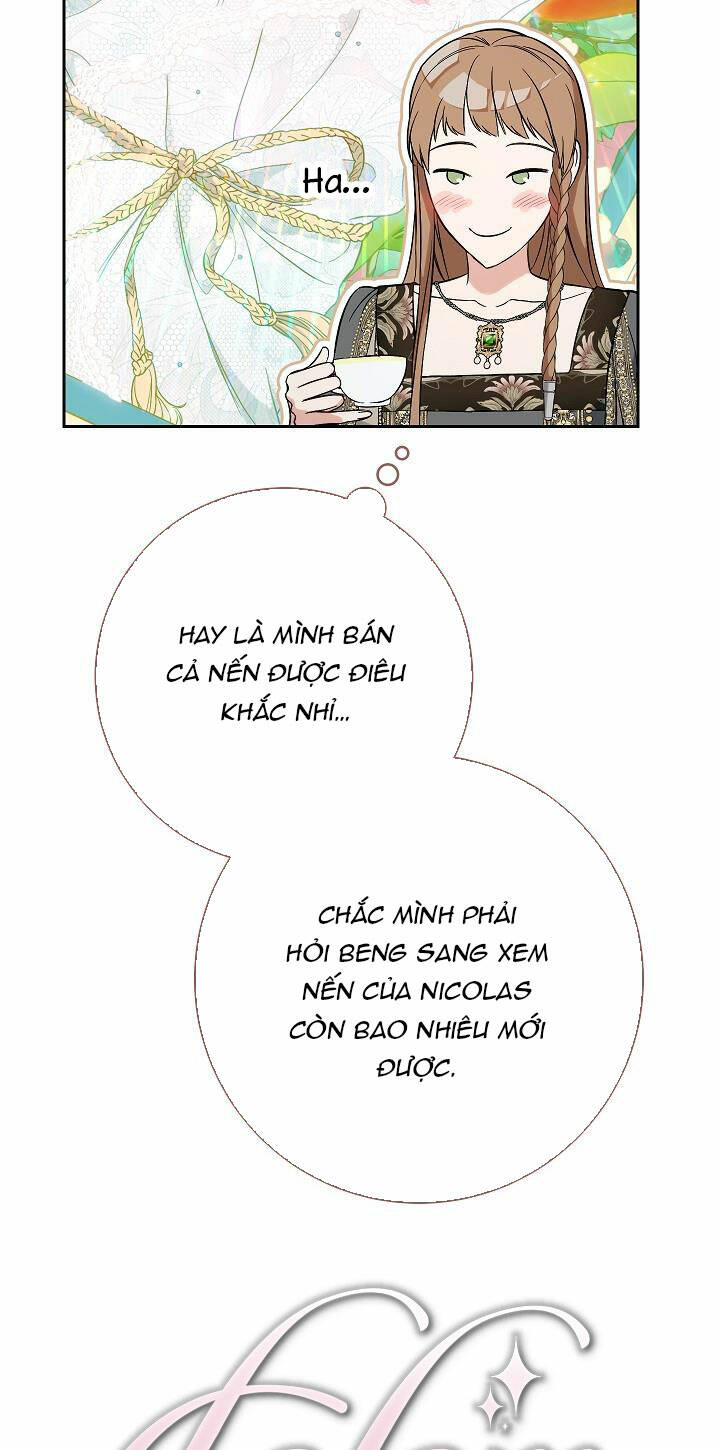 Ha...
HAY LÀ MÌNH BÁN
CẢ NẾN ĐƯỢC ĐIÊU
KHẮC NHỈ...
CHẮC MÌNH PHẢI
HỎI BENG SANG XEM
NẾN CỦA NICOLAS
CÒN BAO NHIÊU MỚI
ĐƯỢC.